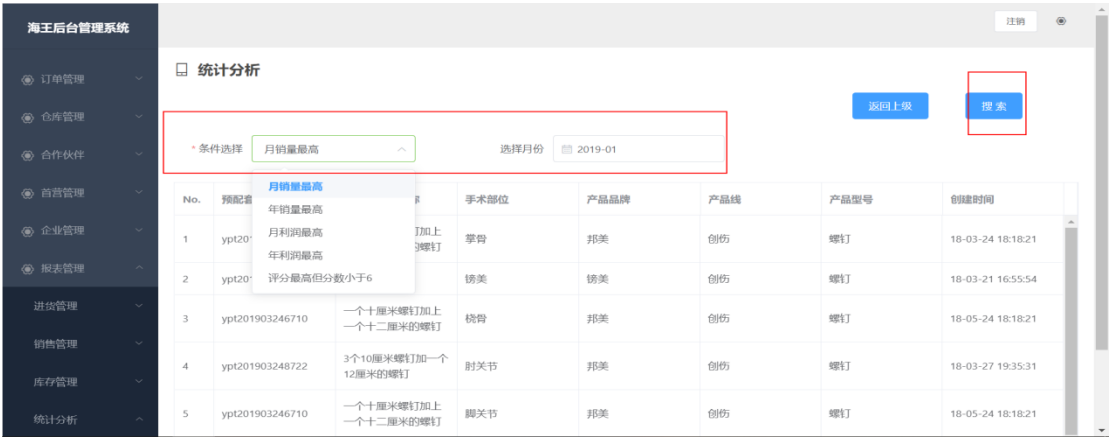 海王后台管理系统
注销
订单管理
仓库管理
合作伙伴
首营管理
企业管理
报表管理
进货管理
销售管理
库存管理
统计分析
统计分析
返回上级
搜 索
* 条件选择 月销量最高 选择月份 2019-01
月销量最高
年销量最高
月利润最高
年利润最高
评分最高但分数小于6
No. 预配套 手术部位 产品品牌 产品线 产品型号 创建时间
1 ypt20 掌骨 邦美 创伤 螺钉 18-03-24 18:18:21
2 ypt20 镑美 镑美 创伤 螺钉 18-03-21 16:55:54
3 ypt201903246710 一个十厘米螺钉加上 桡骨 邦美 创伤 螺钉 18-05-24 18:18:21
一个十二厘米的螺钉
4 ypt201903248722 3个10厘米螺钉加一个 肘关节 邦美 创伤 螺钉 18-03-27 19:35:31
12厘米的螺钉
5 ypt201903246710 一个十厘米螺钉加上 脚关节 邦美 创伤 螺钉 18-05-24 18:18:21
一个十二厘米的螺钉